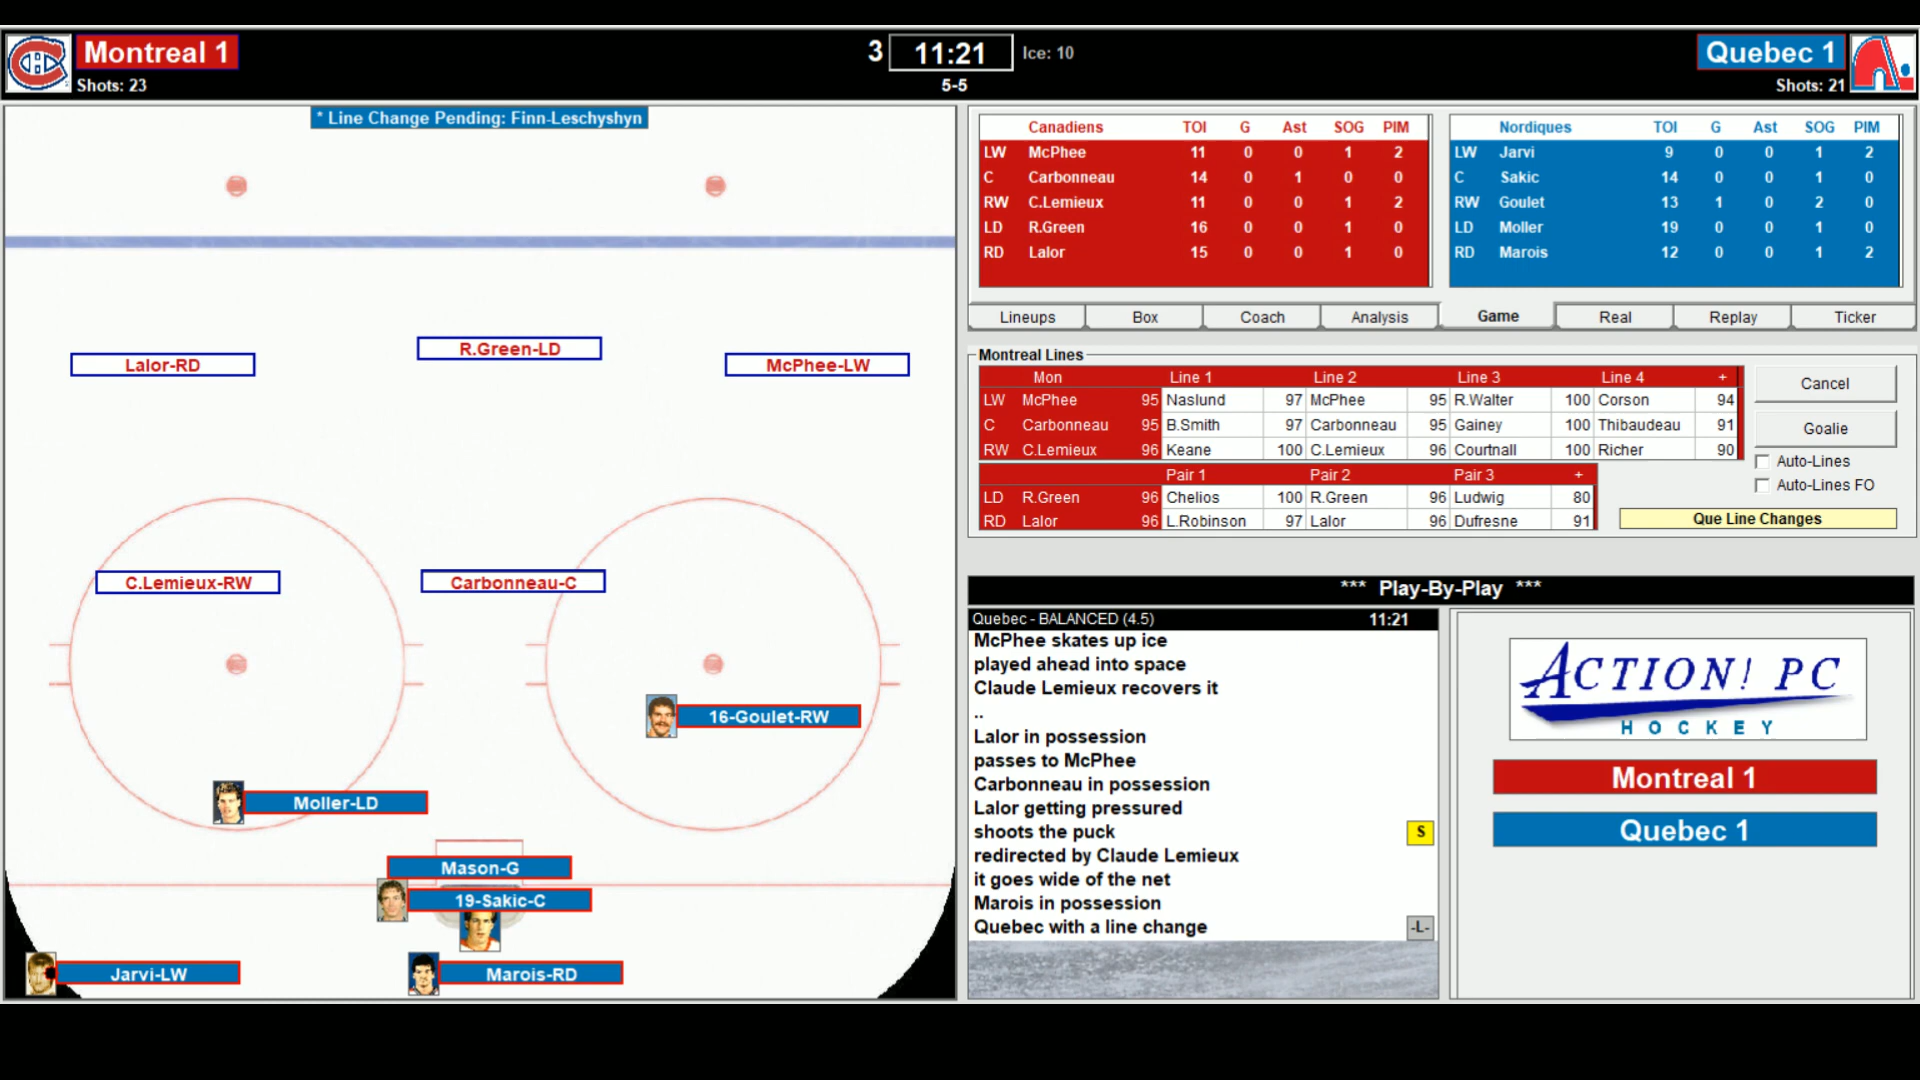 Montreal 1
Shots: 23
3 11:21 Ice: 10
5-5
Quebec 1
Shots: 21
* Line Change Pending: Finn-Leschyshyn
Lalor-RD
R.Green-LD
McPhee-LW
C.Lemieux-RW
Carbonneau-C
16-Goulet-RW
Moller-LD
Mason-G
19-Sakic-C
Jarvi-LW
Marois-RD
Canadiens TOI G Ast SOG PIM
LW McPhee 11 0 0 1 2
C Carbonneau 14 0 1 0 0
RW C.Lemieux 11 0 0 1 2
LD R.Green 16 0 0 1 0
RD Lalor 15 0 0 1 0
Nordiques TOI G Ast SOG PIM
LW Jarvi 9 0 0 1 2
C Sakic 14 0 0 1 0
RW Goulet 13 1 0 2 0
LD Moller 19 0 0 1 0
RD Marois 12 0 0 1 2
Lineups Box Coach Analysis Game Real Replay Ticker
Montreal Lines
Mon Line 1 Line 2 Line 3 Line 4 +
LW McPhee 95 Naslund 97 McPhee 95 R.Walter 100 Corson 94
C Carbonneau 95 B.Smith 97 Carbonneau 95 Gainey 100 Thibaudeau 91
RW C.Lemieux 96 Keane 100 C.Lemieux 96 Courtnall 100 Richer 90
Pair 1 Pair 2 Pair 3 +
LD R.Green 96 Chelios 100 R.Green 96 Ludwig 80
RD Lalor 96 L.Robinson 97 Lalor 96 Dufresne 91
Cancel
Goalie
Auto-Lines
Auto-Lines FO
Que Line Changes
*** Play-By-Play ***
Quebec - BALANCED (4.5) 11:21
McPhee skates up ice
played ahead into space
Claude Lemieux recovers it
..
Lalor in possession
passes to McPhee
Carbonneau in possession
Lalor getting pressured
shoots the puck S
redirected by Claude Lemieux
it goes wide of the net
Marois in possession
Quebec with a line change -L-
ACTION! PC
HOCKEY
Montreal 1
Quebec 1